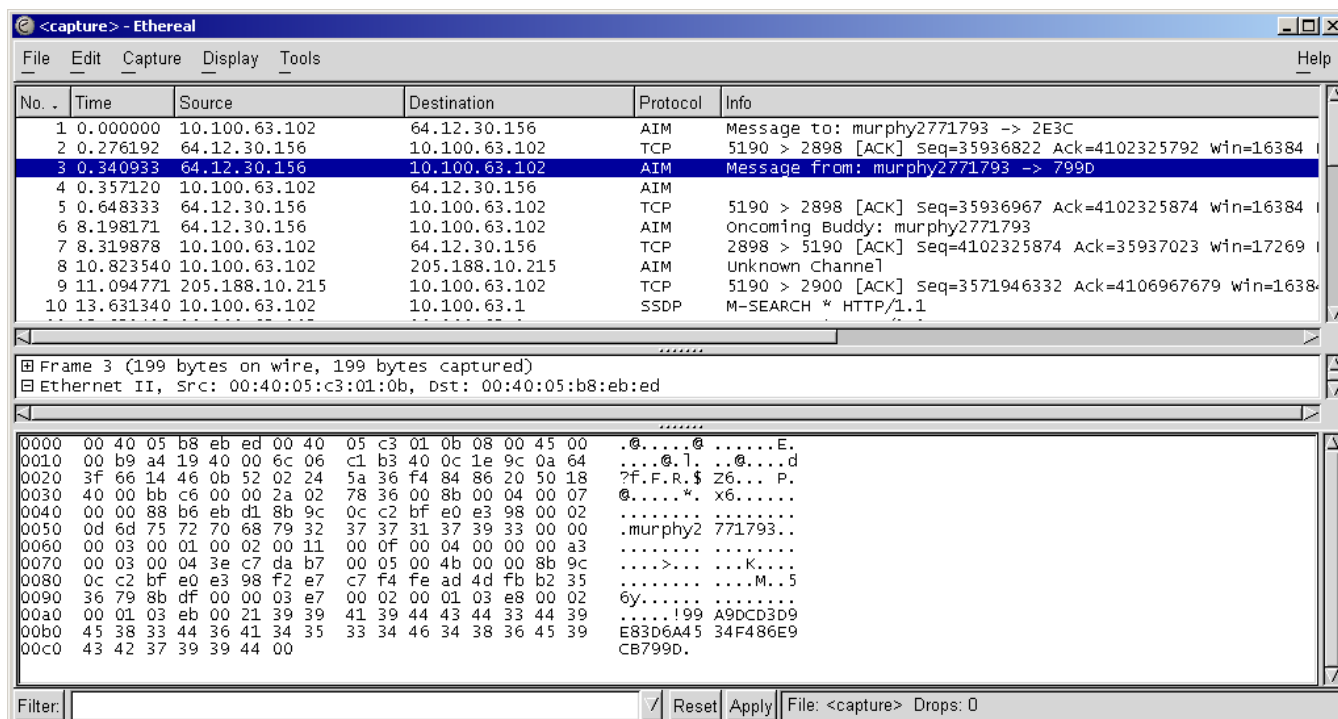 <capture> - Ethereal
File Edit Capture Display Tools Help
No. . Time Source Destination Protocol Info
1 0.000000 10.100.63.102 64.12.30.156 AIM Message to: murphy2771793 -> 2E3C
2 0.276192 64.12.30.156 10.100.63.102 TCP 5190 > 2898 [ACK] Seq=35936822 Ack=4102325792 Win=16384
3 0.340933 64.12.30.156 10.100.63.102 AIM Message from: murphy2771793 -> 799D
4 0.357120 10.100.63.102 64.12.30.156 AIM
5 0.648333 64.12.30.156 10.100.63.102 TCP 5190 > 2898 [ACK] Seq=35936967 Ack=4102325874 Win=16384
6 8.198171 64.12.30.156 10.100.63.102 AIM Oncoming Buddy: murphy2771793
7 8.319878 10.100.63.102 64.12.30.156 TCP 2898 > 5190 [ACK] Seq=4102325874 Ack=35937023 Win=17269
8 10.823540 10.100.63.102 205.188.10.215 AIM Unknown Channel
9 11.094771 205.188.10.215 10.100.63.102 TCP 5190 > 2900 [ACK] Seq=3571946332 Ack=4106967679 Win=1638
10 13.631340 10.100.63.102 10.100.63.1 SSDP M-SEARCH * HTTP/1.1
Frame 3 (199 bytes on wire, 199 bytes captured)
Ethernet II, Src: 00:40:05:c3:01:0b, Dst: 00:40:05:b8:eb:ed
0000 00 40 05 b8 eb ed 00 40 05 c3 01 0b 08 00 45 00 .@.....@ ......E.
0010 00 b9 a4 19 40 00 6c 06 c1 b3 40 0c 1e 9c 0a 64 ....@.l. ..@....d
0020 3f 66 14 46 0b 52 02 24 5a 36 f4 84 86 20 50 18 ?f.F.R.$ Z6... P.
0030 40 00 bb c6 00 00 2a 02 78 36 00 8b 00 04 00 07 @.....*. x6......
0040 00 00 88 b6 eb d1 8b 9c 0c c2 bf e0 e3 98 00 02 ........ ........
0050 0d 6d 75 72 70 68 79 32 37 37 31 37 39 33 00 00 .murphy2 771793..
0060 00 03 00 01 00 02 00 11 00 0f 00 04 00 00 00 a3 ........ ........
0070 00 03 00 04 3e c7 da b7 00 05 00 4b 00 00 8b 9c ....>... ...K....
0080 0c c2 bf e0 e3 98 f2 e7 c7 f4 fe ad 4d fb b2 35 ........ ....M..5
0090 36 79 8b df 00 00 03 e7 00 02 00 01 03 e8 00 02 6y...... ........
00a0 00 01 03 eb 00 21 39 39 41 39 44 43 44 33 44 39 .....!99 A9DCD3D9
00b0 45 38 33 44 36 41 34 35 33 34 46 34 38 36 45 39 E83D6A45 34F486E9
00c0 43 42 37 39 39 44 00 CB799D.
Filter: Reset Apply File: <capture> Drops: 0